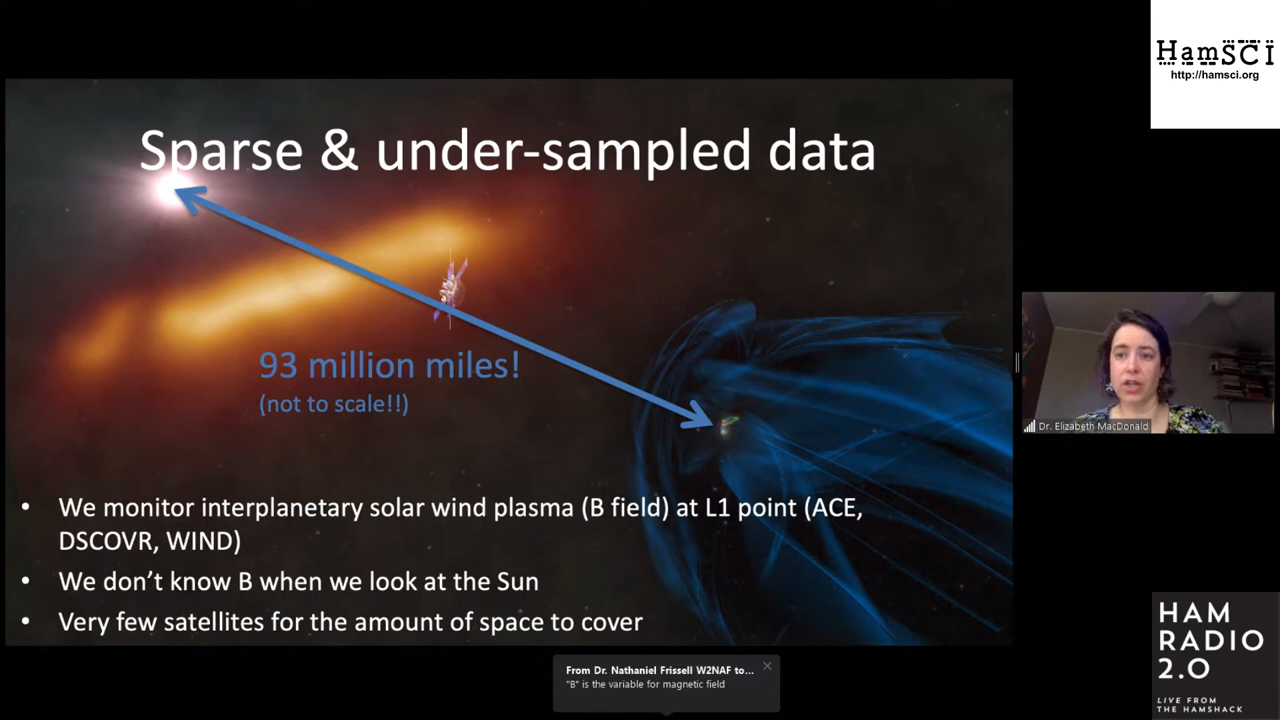 Sparse & under-sampled data
93 million miles!
(not to scale!!)
• We monitor interplanetary solar wind plasma (B field) at L1 point (ACE,
DSCOVR, WIND)
• We don’t know B when we look at the Sun
• Very few satellites for the amount of space to cover
HamSCI
http://hamsci.org
Dr. Elizabeth MacDonald
From Dr. Nathaniel Frissell W2NAF to...
"B" is the variable for magnetic field
HAM
RADIO
2.0
LIVE FROM
THE HAMSHACK